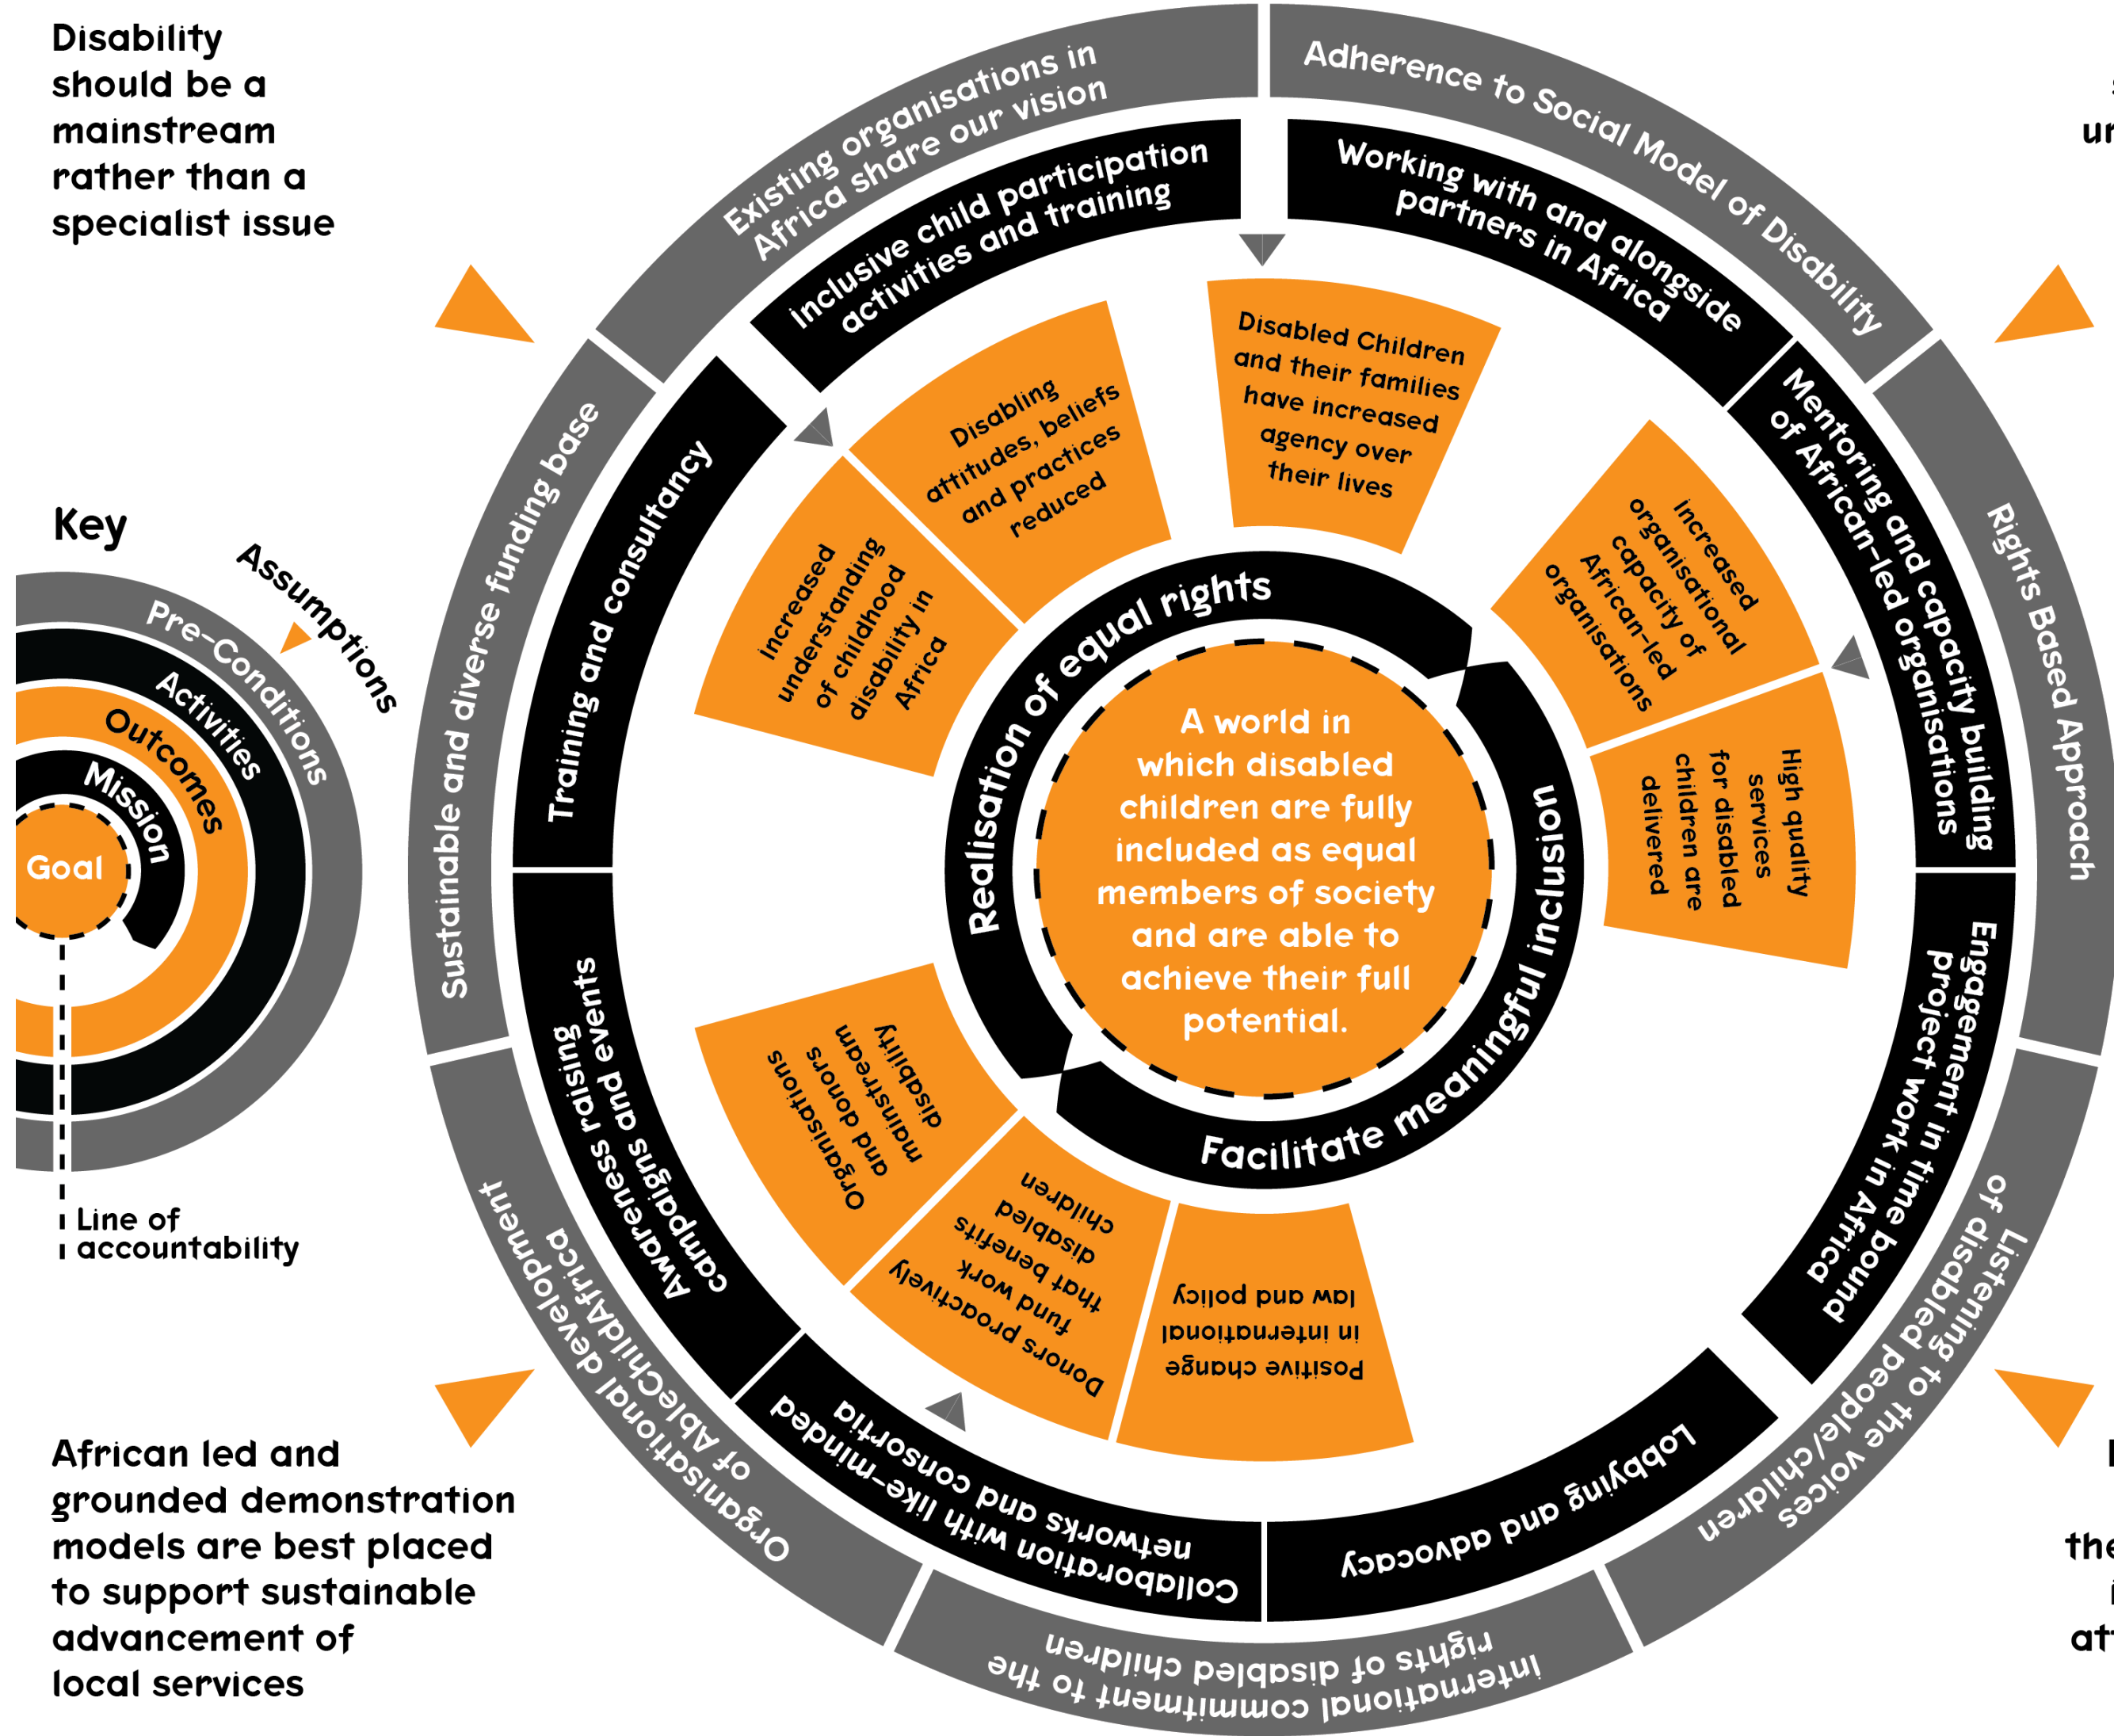 Disability
should be a
mainstream
rather than a
specialist issue
Key
Assumptions
Pre-Conditions
Activities
Outcomes
Mission
Goal
Line of
accountability
African led and
grounded demonstration
models are best placed
to support sustainable
advancement of
local services
Existing organisations in
Africa share our vision
Adherence to Social Model of Disability
Rights Based Approach
Listening to the voices
of disabled people/children
International commitment to the
rights of disabled children
Organisational development
of AbleChildAfrica
Sustainable and diverse funding base
Inclusive child participation
activities and training
Working with and alongside
partners in Africa
Mentoring and capacity building
of African-led organisations
Engagement in time bound
project work in Africa
Lobbying and advocacy
Collaboration with like-minded
networks and consortia
Awareness raising
campaigns and events
Training and consultancy
Disabling
attitudes, beliefs
and practices
reduced
Disabled Children
and their families
have increased
agency over
their lives
Increased
organisational
capacity of
African-led
organisations
High quality
services
for disabled
children are
delivered
Positive change
in international
law and policy
Donors proactively
fund work
that benefits
disabled
children
Organisations
and donors
mainstream
disability
Increased
understanding
of childhood
disability in
Africa
Realisation of equal rights
Facilitate meaningful inclusion
A world in
which disabled
children are fully
included as equal
members of society
and are able to
achieve their full
potential.